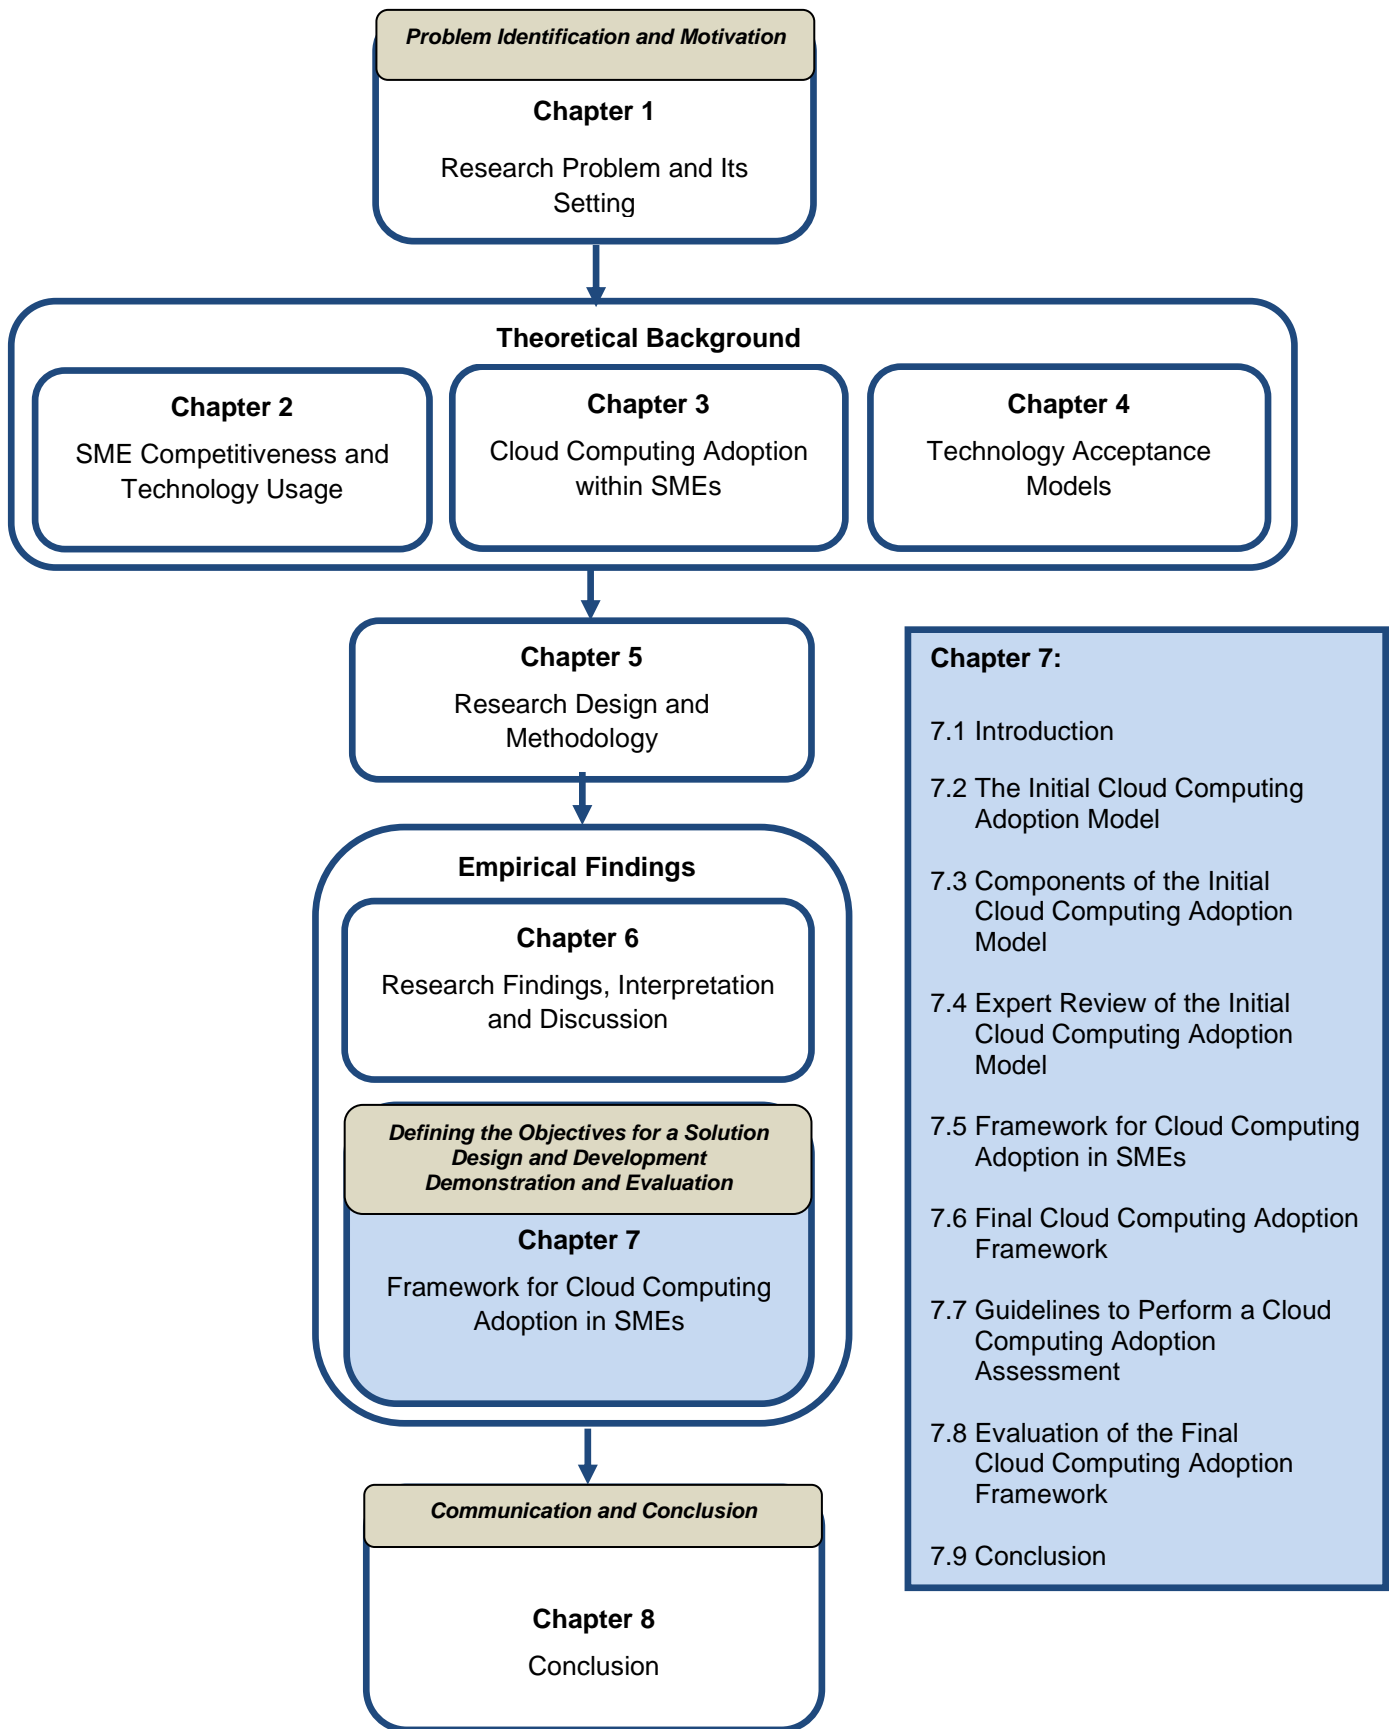 Problem Identification and Motivation
Chapter 1
Research Problem and Its
Setting
Theoretical Background
Chapter 2
SME Competitiveness and
Technology Usage
Chapter 3
Cloud Computing Adoption
within SMEs
Chapter 4
Technology Acceptance
Models
Chapter 5
Research Design and
Methodology
Empirical Findings
Chapter 6
Research Findings, Interpretation
and Discussion
Defining the Objectives for a Solution
Design and Development
Demonstration and Evaluation
Chapter 7
Framework for Cloud Computing
Adoption in SMEs
Communication and Conclusion
Chapter 8
Conclusion
Chapter 7:
7.1 Introduction
7.2 The Initial Cloud Computing
Adoption Model
7.3 Components of the Initial
Cloud Computing Adoption
Model
7.4 Expert Review of the Initial
Cloud Computing Adoption
Model
7.5 Framework for Cloud Computing
Adoption in SMEs
7.6 Final Cloud Computing Adoption
Framework
7.7 Guidelines to Perform a Cloud
Computing Adoption
Assessment
7.8 Evaluation of the Final
Cloud Computing Adoption
Framework
7.9 Conclusion